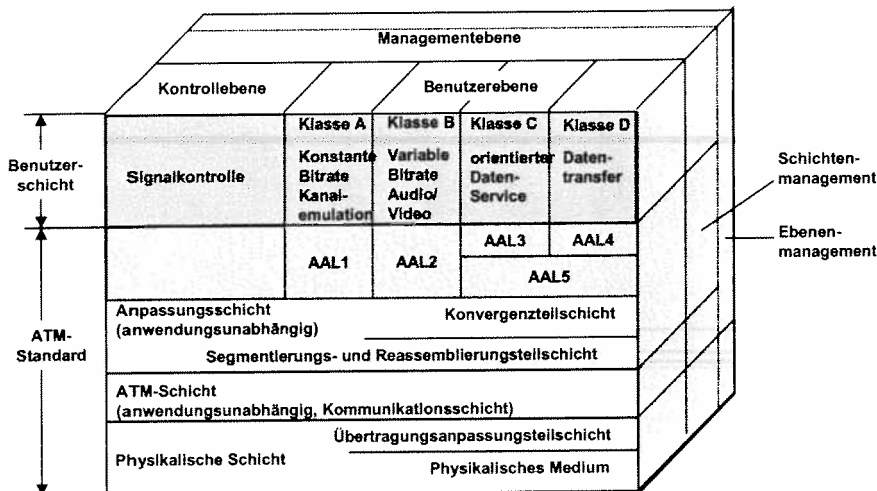 Managementebene
Kontrollebene
Benutzerebene
Klasse A
Klasse B
Klasse C
Klasse D
Benutzer-
schicht
Signalkontrolle
Konstante
Bitrate
Kanal-
emulation
Variable
Bitrate
Audio/
Video
orientierter
Daten-
Service
Daten-
transfer
Schichten-
management
Ebenen-
management
AAL1
AAL2
AAL3
AAL4
AAL5
ATM-
Standard
Anpassungsschicht
(anwendungsunabhängig)
Konvergenzteilschicht
Segmentierungs- und Reassemblierungsteilschicht
ATM-Schicht
(anwendungsunabhängig, Kommunikationsschicht)
Übertragungsanpassungsteilschicht
Physikalische Schicht
Physikalisches Medium